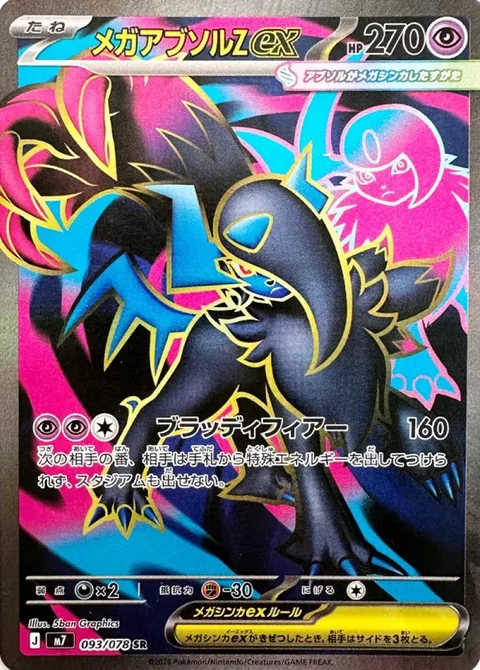 たね メガアブソルZex HP270
アブソルがメガシンカしたすがた
ブラッディフィアー 160
次の相手の番、相手は手札から特殊エネルギーを出してつけら
れず、スタジアムも出せない。
弱点 ×2 抵抗力 -30 にげる
Illus. 5ban Graphics
メガシンカexルール
J M7 093/078 SR
メガシンカexがきぜつしたとき、相手はサイドを3枚とる。
©2026 Pokémon/Nintendo/Creatures/GAME FREAK.